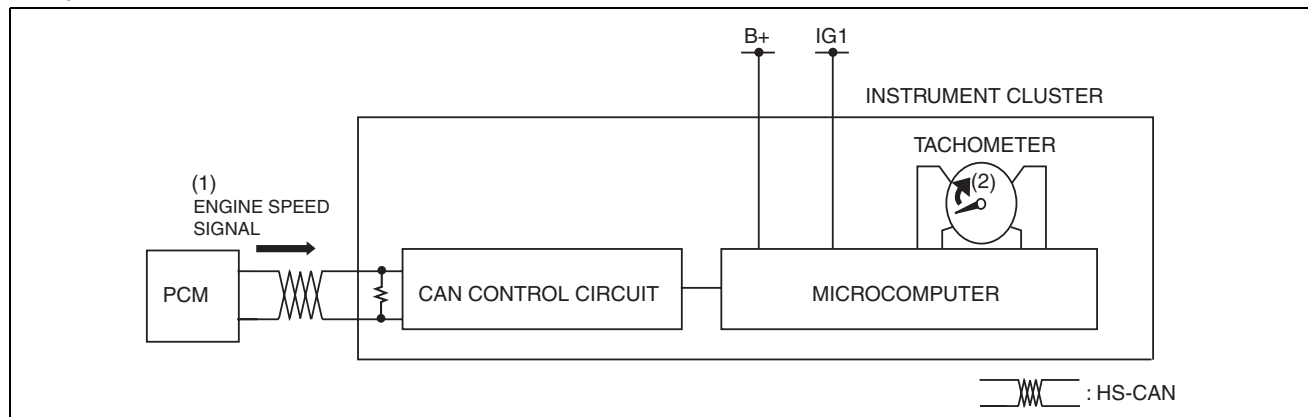 B+ IG1
INSTRUMENT CLUSTER
TACHOMETER
(2)
(1)
ENGINE SPEED
SIGNAL
PCM
CAN CONTROL CIRCUIT
MICROCOMPUTER
: HS-CAN